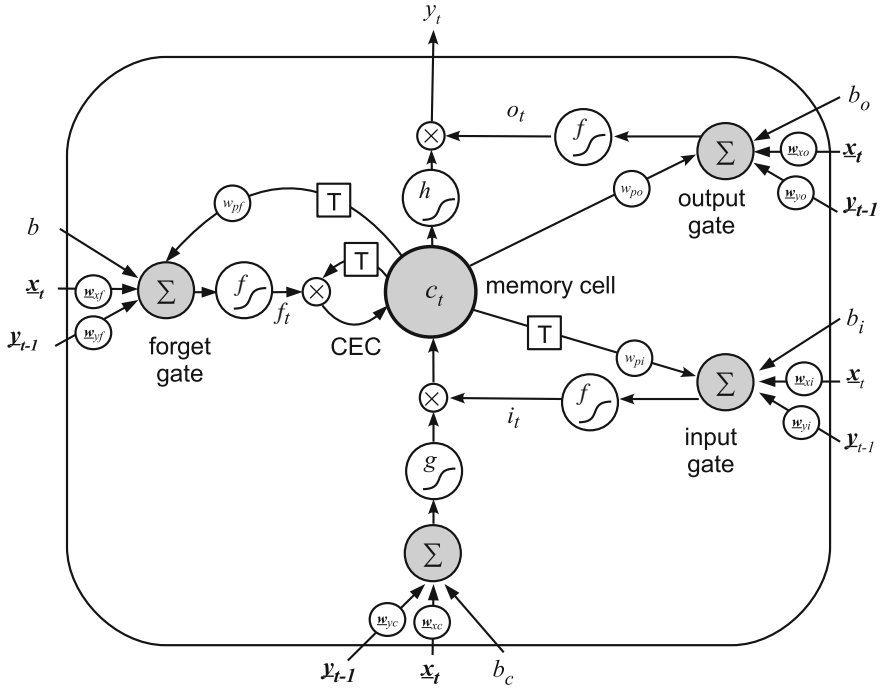 y_t
b_o
o_t
f
Σ
w_xo
x_t
×
h
w_po
w_yo
y_t-1
output
gate
T
w_pf
b
T
x_t
w_xf
Σ
f
×
c_t
memory cell
f_t
y_t-1
w_yf
CEC
forget
gate
T
b_i
w_pi
Σ
w_xi
x_t
×
i_t
f
w_yi
y_t-1
input
gate
g
Σ
w_yc
w_xc
y_t-1
x_t
b_c